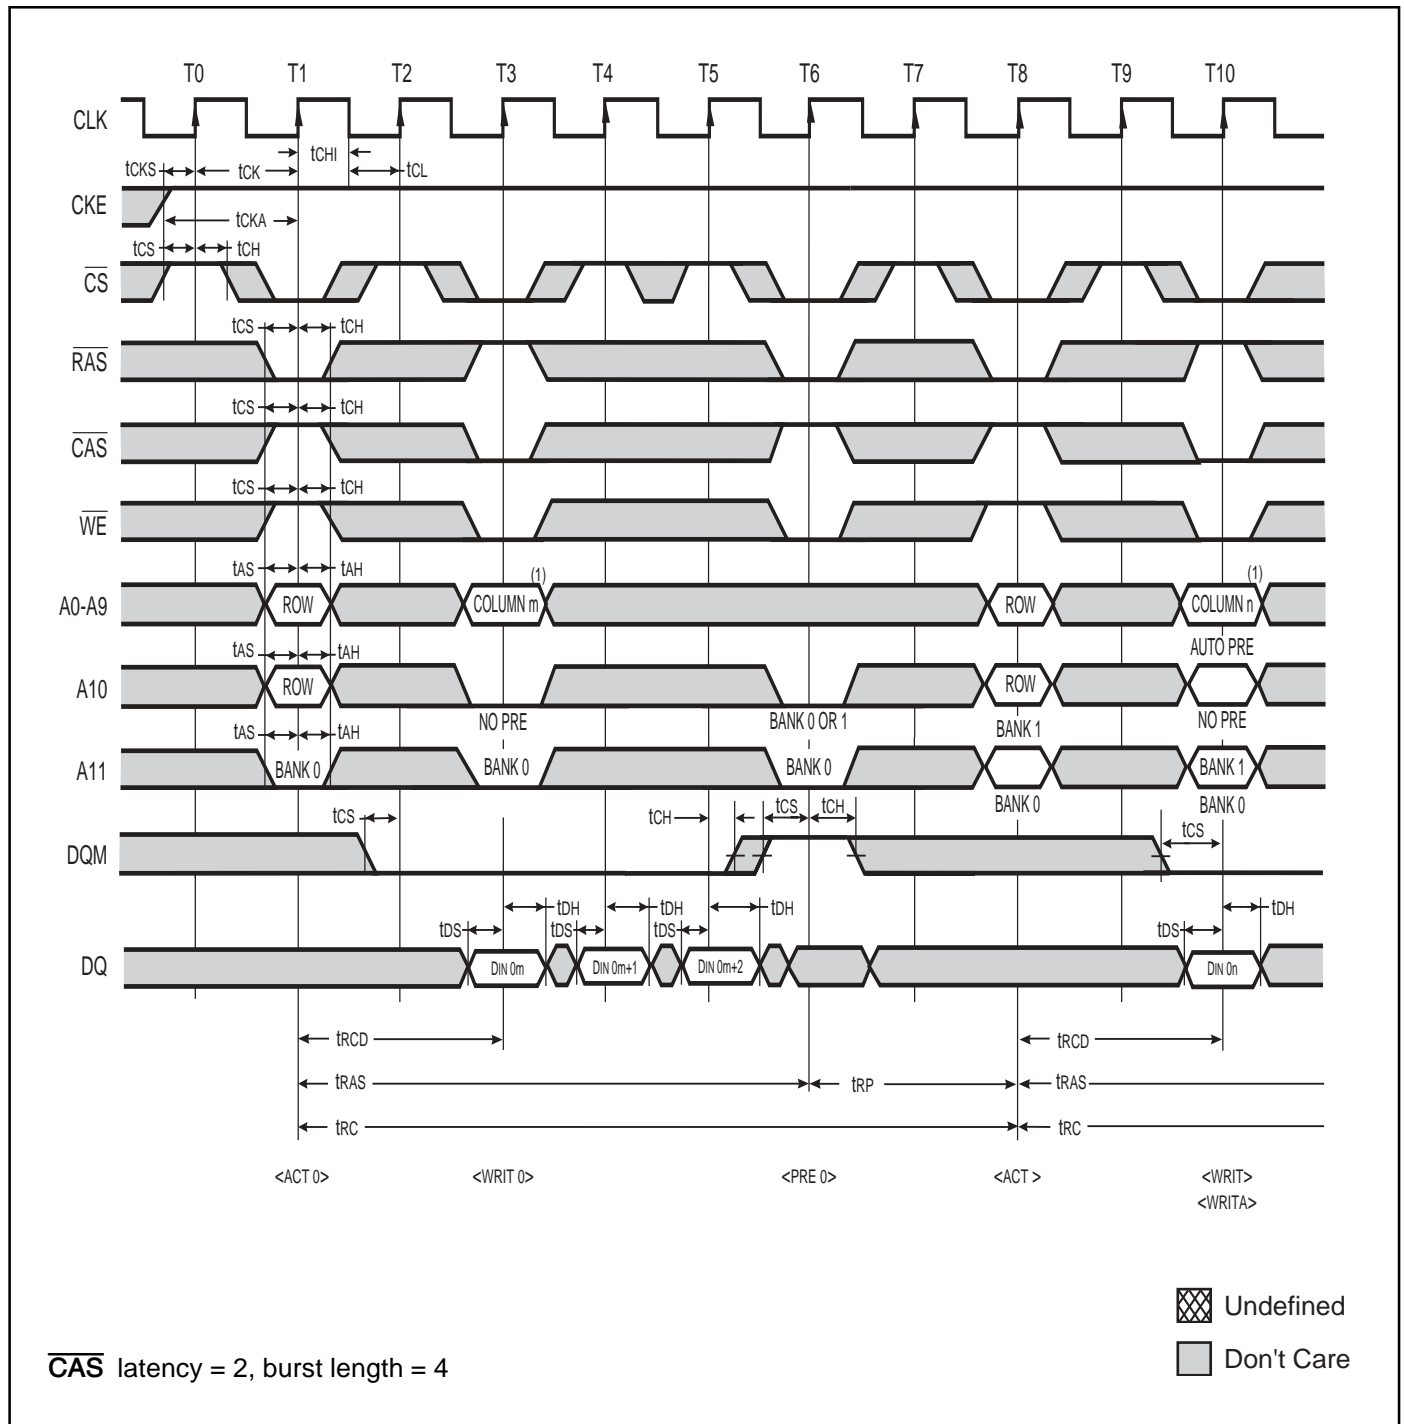 T0 T1 T2 T3 T4 T5 T6 T7 T8 T9 T10
CLK
tCHI
tCKS tCK tCL
CKE
tCKA
tCS tCH
CS
tCS tCH
RAS
tCS tCH
CAS
tCS tCH
WE
tAS tAH (1) (1)
A0-A9 ROW COLUMN m ROW COLUMN n
tAS tAH AUTO PRE
A10 ROW ROW
NO PRE BANK 0 OR 1 BANK 1 NO PRE
tAS tAH
A11 BANK 0 BANK 0 BANK 0 BANK 1
BANK 0 BANK 0
tCS tCH tCS tCH
tCS
DQM
tDH tDH tDH tDH
tDS tDS tDS tDS
DQ DIN 0m DIN 0m+1 DIN 0m+2 DIN 0n
tRCD tRCD
tRAS tRP tRAS
tRC tRC
<ACT 0> <WRIT 0> <PRE 0> <ACT > <WRIT>
<WRITA>
Undefined
Don't Care
CAS latency = 2, burst length = 4